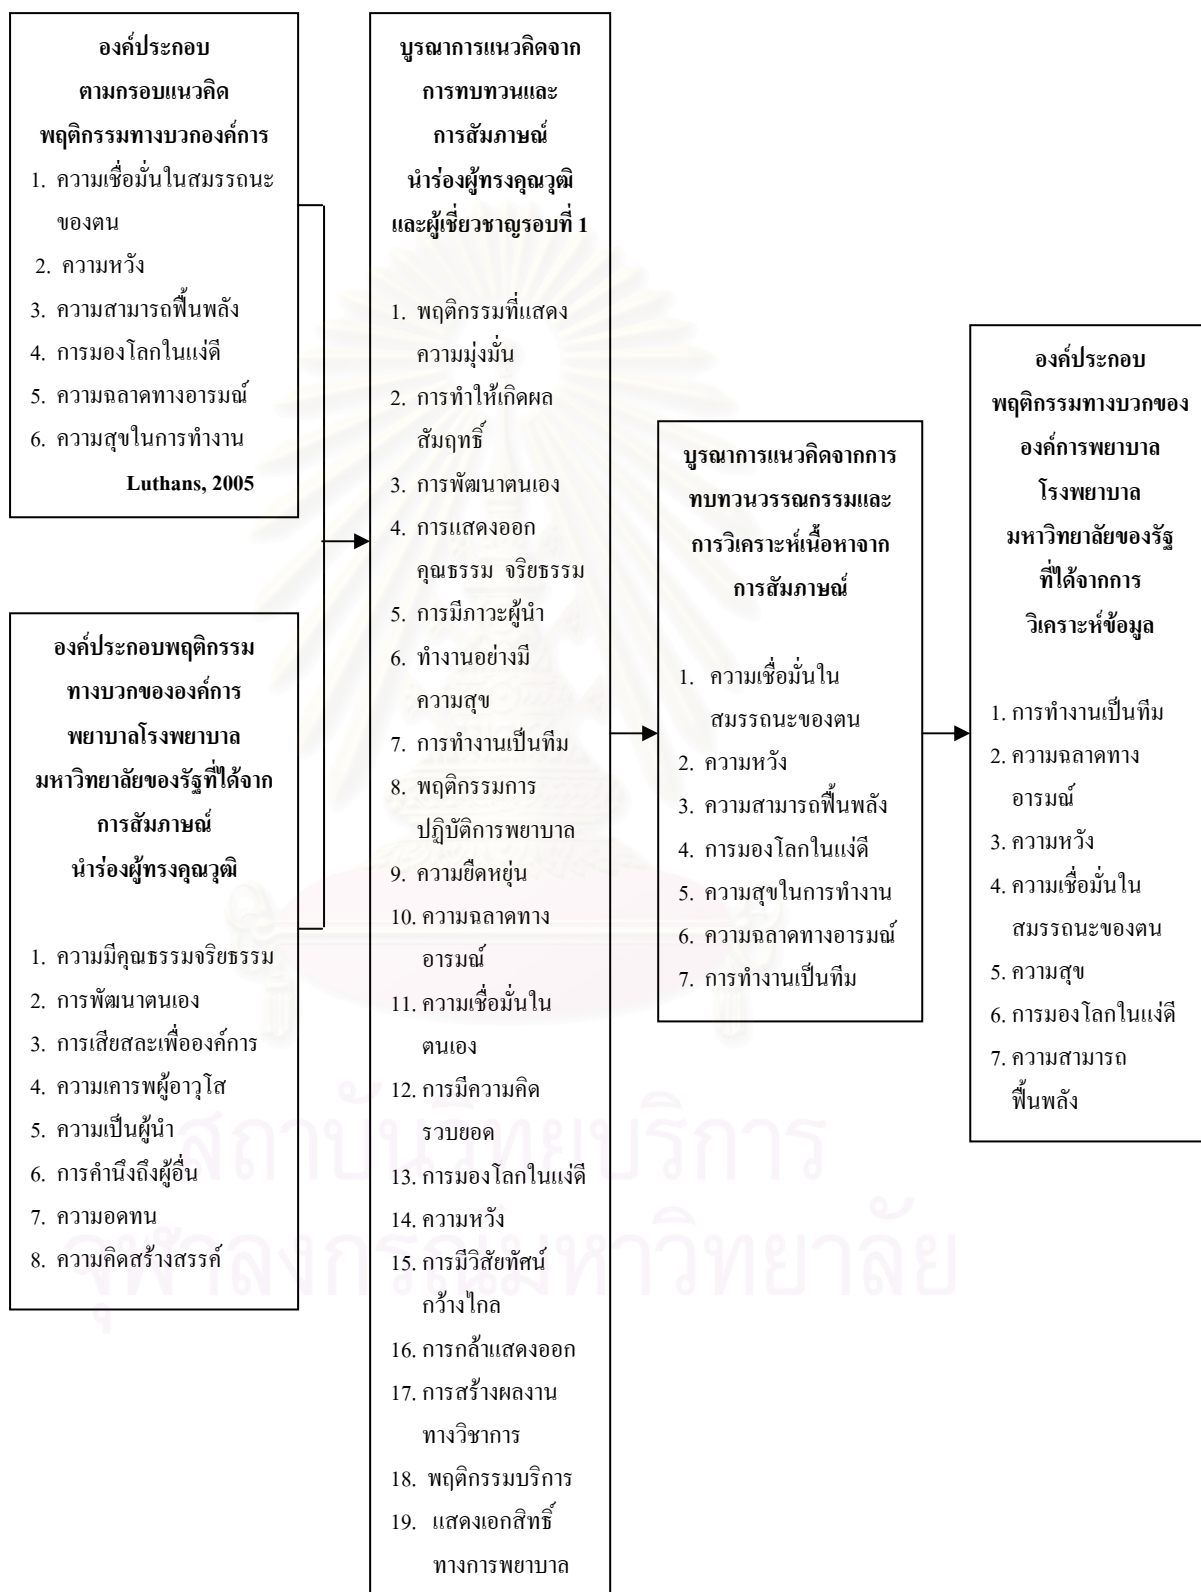 องค์ประกอบ
ตามกรอบแนวคิด
พฤติกรรมทางบวกองค์การ
1. ความเชื่อมั่นในสมรรถนะ
ของตน
2. ความหวัง
3. ความสามารถฟื้นพลัง
4. การมองโลกในแง่ดี
5. ความฉลาดทางอารมณ์
6. ความสุขในการทำงาน
Luthans, 2005
องค์ประกอบพฤติกรรม
ทางบวกขององค์การ
พยาบาลโรงพยาบาล
มหาวิทยาลัยของรัฐที่ได้จาก
การสัมภาษณ์
นำร่องผู้ทรงคุณวุฒิ
1. ความมีคุณธรรมจริยธรรม
2. การพัฒนาตนเอง
3. การเสียสละเพื่อองค์การ
4. ความเคารพผู้อาวุโส
5. ความเป็นผู้นำ
6. การคำนึงถึงผู้อื่น
7. ความอดทน
8. ความคิดสร้างสรรค์
บูรณาการแนวคิดจาก
การทบทวนและ
การสัมภาษณ์
นำร่องผู้ทรงคุณวุฒิ
และผู้เชี่ยวชาญรอบที่ 1
1. พฤติกรรมที่แสดง
ความมุ่งมั่น
2. การทำให้เกิดผล
สัมฤทธิ์
3. การพัฒนาตนเอง
4. การแสดงออก
คุณธรรม จริยธรรม
5. การมีภาวะผู้นำ
6. ทำงานอย่างมี
ความสุข
7. การทำงานเป็นทีม
8. พฤติกรรมการ
ปฏิบัติการพยาบาล
9. ความยืดหยุ่น
10. ความฉลาดทาง
อารมณ์
11. ความเชื่อมั่นใน
ตนเอง
12. การมีความคิด
รวบยอด
13. การมองโลกในแง่ดี
14. ความหวัง
15. การมีวิสัยทัศน์
กว้างไกล
16. การกล้าแสดงออก
17. การสร้างผลงาน
ทางวิชาการ
18. พฤติกรรมบริการ
19. แสดงเอกสิทธิ์
ทางการพยาบาล
บูรณาการแนวคิดจากการ
ทบทวนวรรณกรรมและ
การวิเคราะห์เนื้อหาจาก
การสัมภาษณ์
1. ความเชื่อมั่นใน
สมรรถนะของตน
2. ความหวัง
3. ความสามารถฟื้นพลัง
4. การมองโลกในแง่ดี
5. ความสุขในการทำงาน
6. ความฉลาดทางอารมณ์
7. การทำงานเป็นทีม
องค์ประกอบ
พฤติกรรมทางบวกของ
องค์การพยาบาล
โรงพยาบาล
มหาวิทยาลัยของรัฐ
ที่ได้จากการ
วิเคราะห์ข้อมูล
1. การทำงานเป็นทีม
2. ความฉลาดทาง
อารมณ์
3. ความหวัง
4. ความเชื่อมั่นใน
สมรรถนะของตน
5. ความสุข
6. การมองโลกในแง่ดี
7. ความสามารถ
ฟื้นพลัง
สถาบันวิทยบริการ
จุฬาลงกรณ์มหาวิทยาลัย